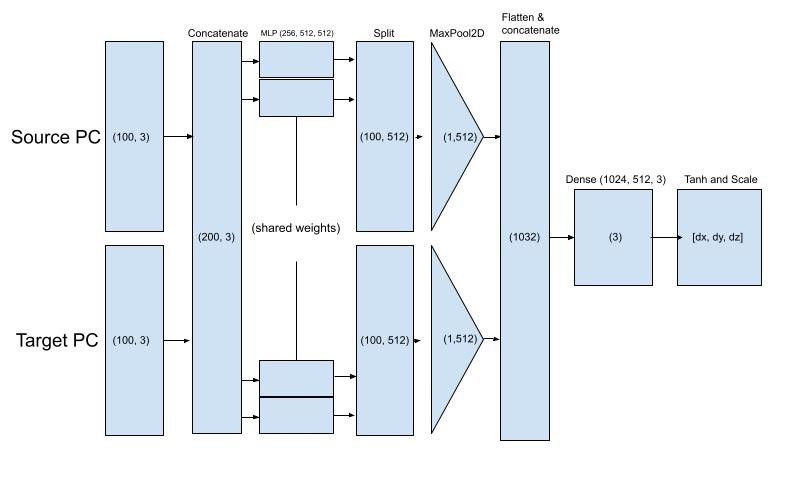 Flatten &
concatenate
Concatenate
MLP (256, 512, 512)
Split
MaxPool2D
Source PC
(100, 3)
(100, 512)
(1,512)
Dense (1024, 512, 3)
Tanh and Scale
(shared weights)
(200, 3)
(1032)
(3)
[dx, dy, dz]
Target PC
(100, 3)
(100, 512)
(1,512)